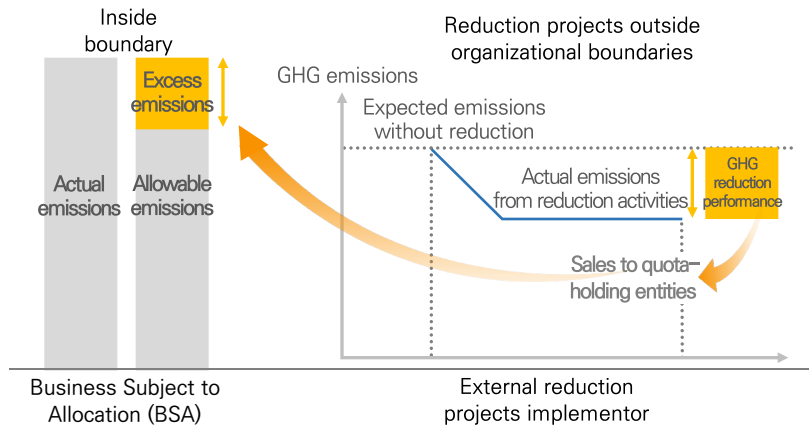 Inside
boundary
Reduction projects outside
organizational boundaries
Excess
emissions
Actual
emissions
Allowable
emissions
GHG emissions
Expected emissions
without reduction
Actual emissions
from reduction activities
GHG
reduction
performance
Sales to quota-
holding entities
Business Subject to
Allocation (BSA)
External reduction
projects implementor